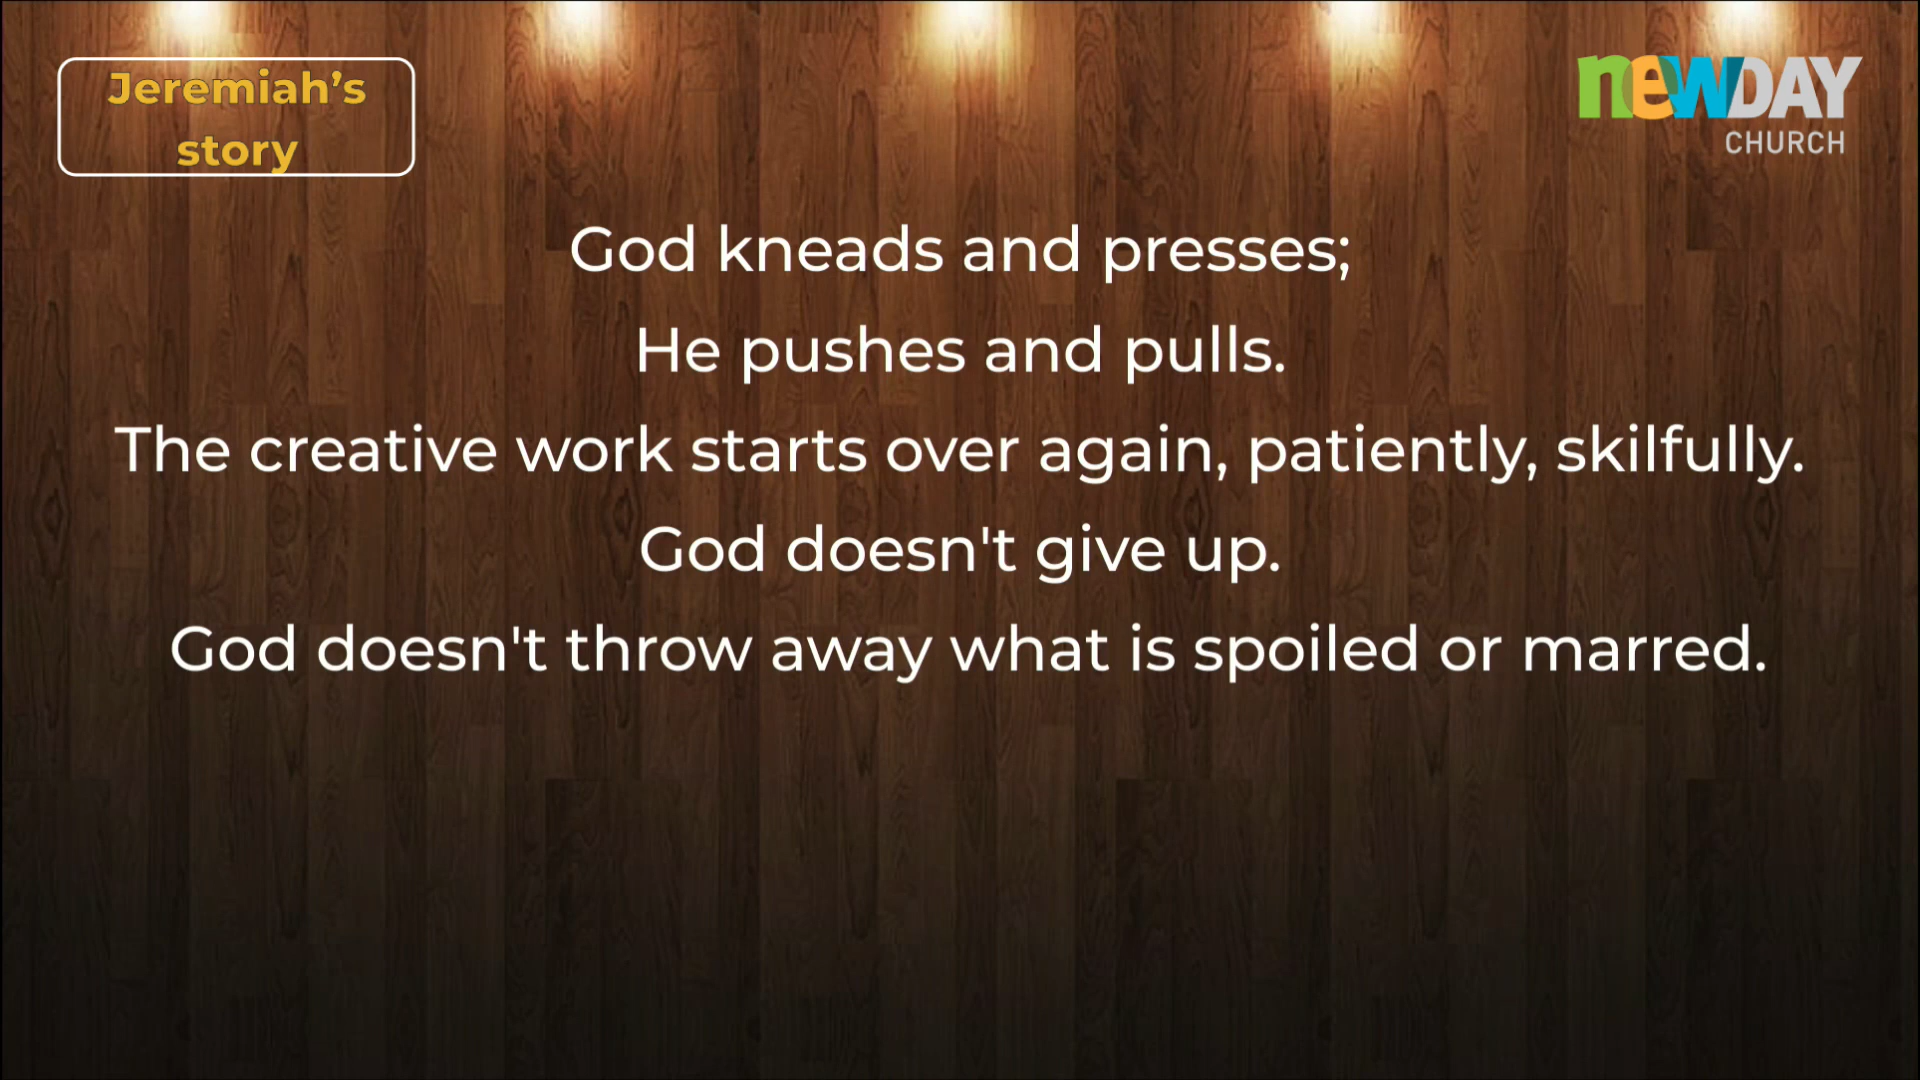 Jeremiah’s
story
newDAY
CHURCH
God kneads and presses;
He pushes and pulls.
The creative work starts over again, patiently, skilfully.
God doesn't give up.
God doesn't throw away what is spoiled or marred.